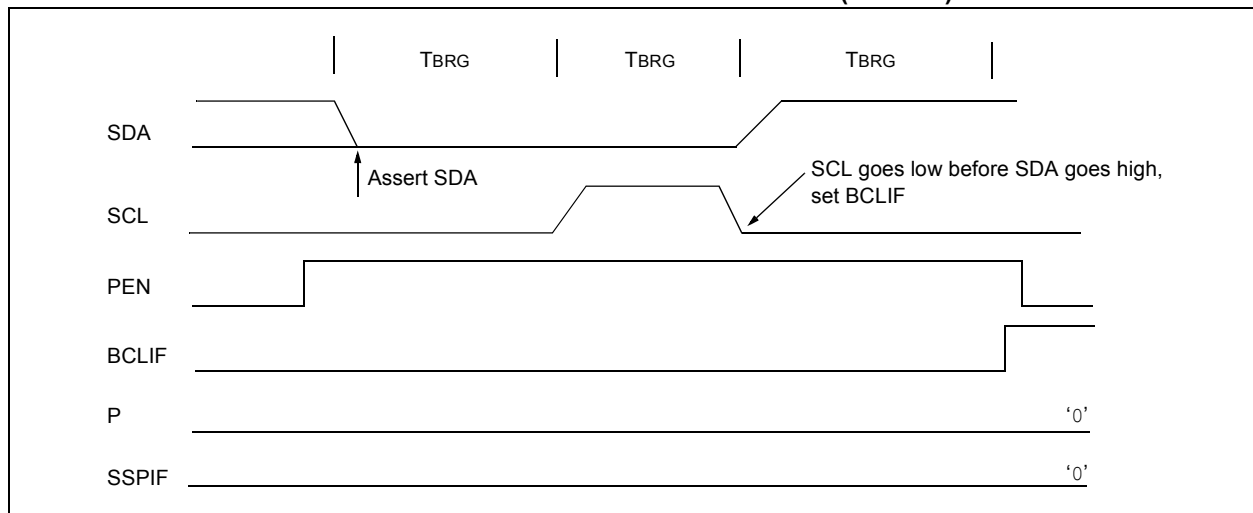 TBRG TBRG TBRG
SDA
Assert SDA
SCL goes low before SDA goes high,
set BCLIF
SCL
PEN
BCLIF
P
‘0’
SSPIF
‘0’